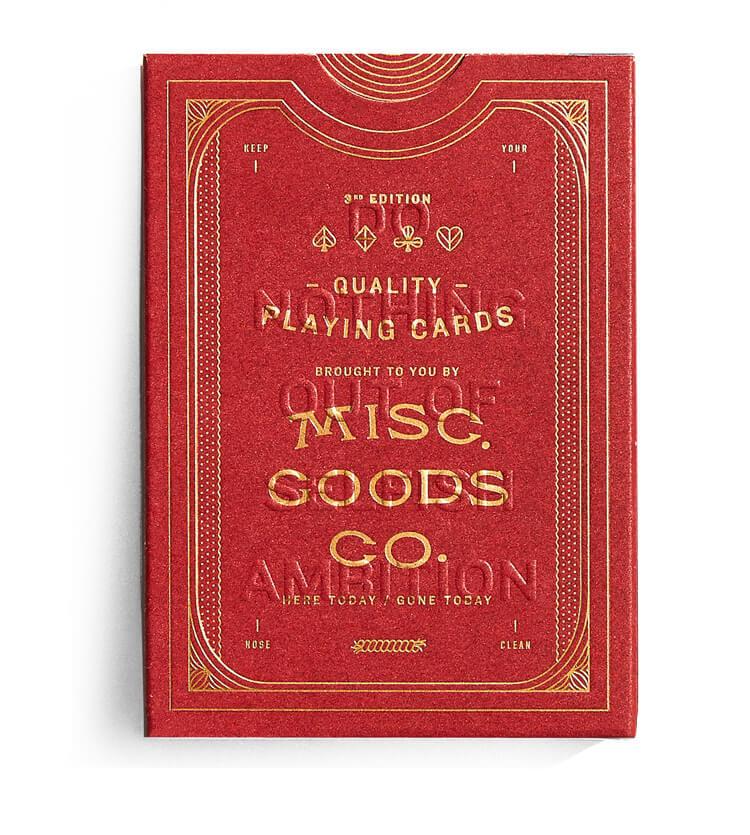 KEEP YOUR
3RD EDITION
DO
– QUALITY –
NOTHING
PLAYING CARDS
BROUGHT TO YOU BY
OUT OF
MISC.
GOODS
SELFISH
CO.
AMBITION
HERE TODAY / GONE TODAY
NOSE CLEAN